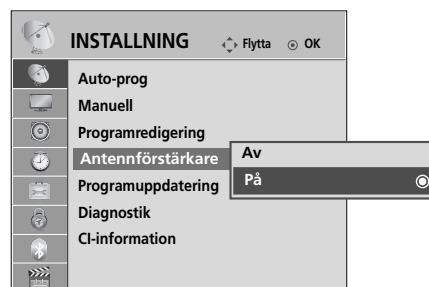 INSTALLNING Flytta OK
Auto-prog
Manuell
Programredigering
Antennförstärkare
Av
På
Programuppdatering
Diagnostik
CI-information